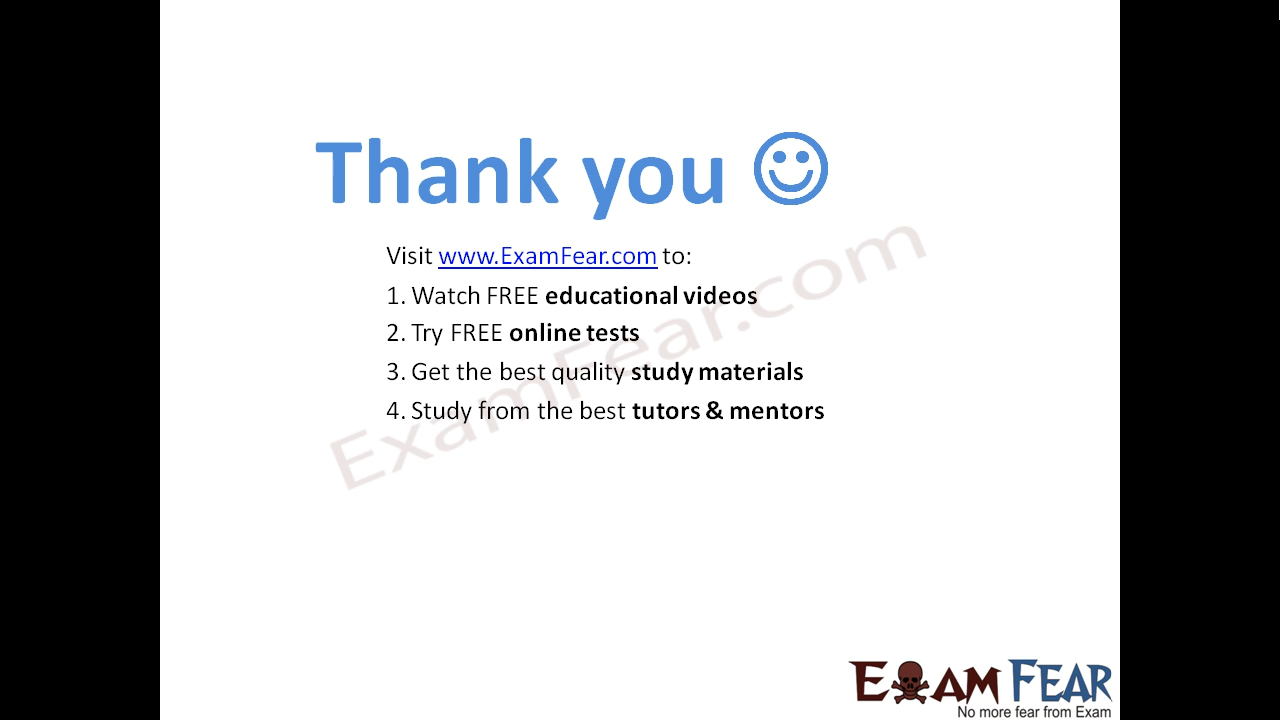 Thank you ☺
Visit www.ExamFear.com to:
1. Watch FREE educational videos
2. Try FREE online tests
3. Get the best quality study materials
4. Study from the best tutors & mentors
ExamFear.com
EXAM FEAR
No more fear from Exam